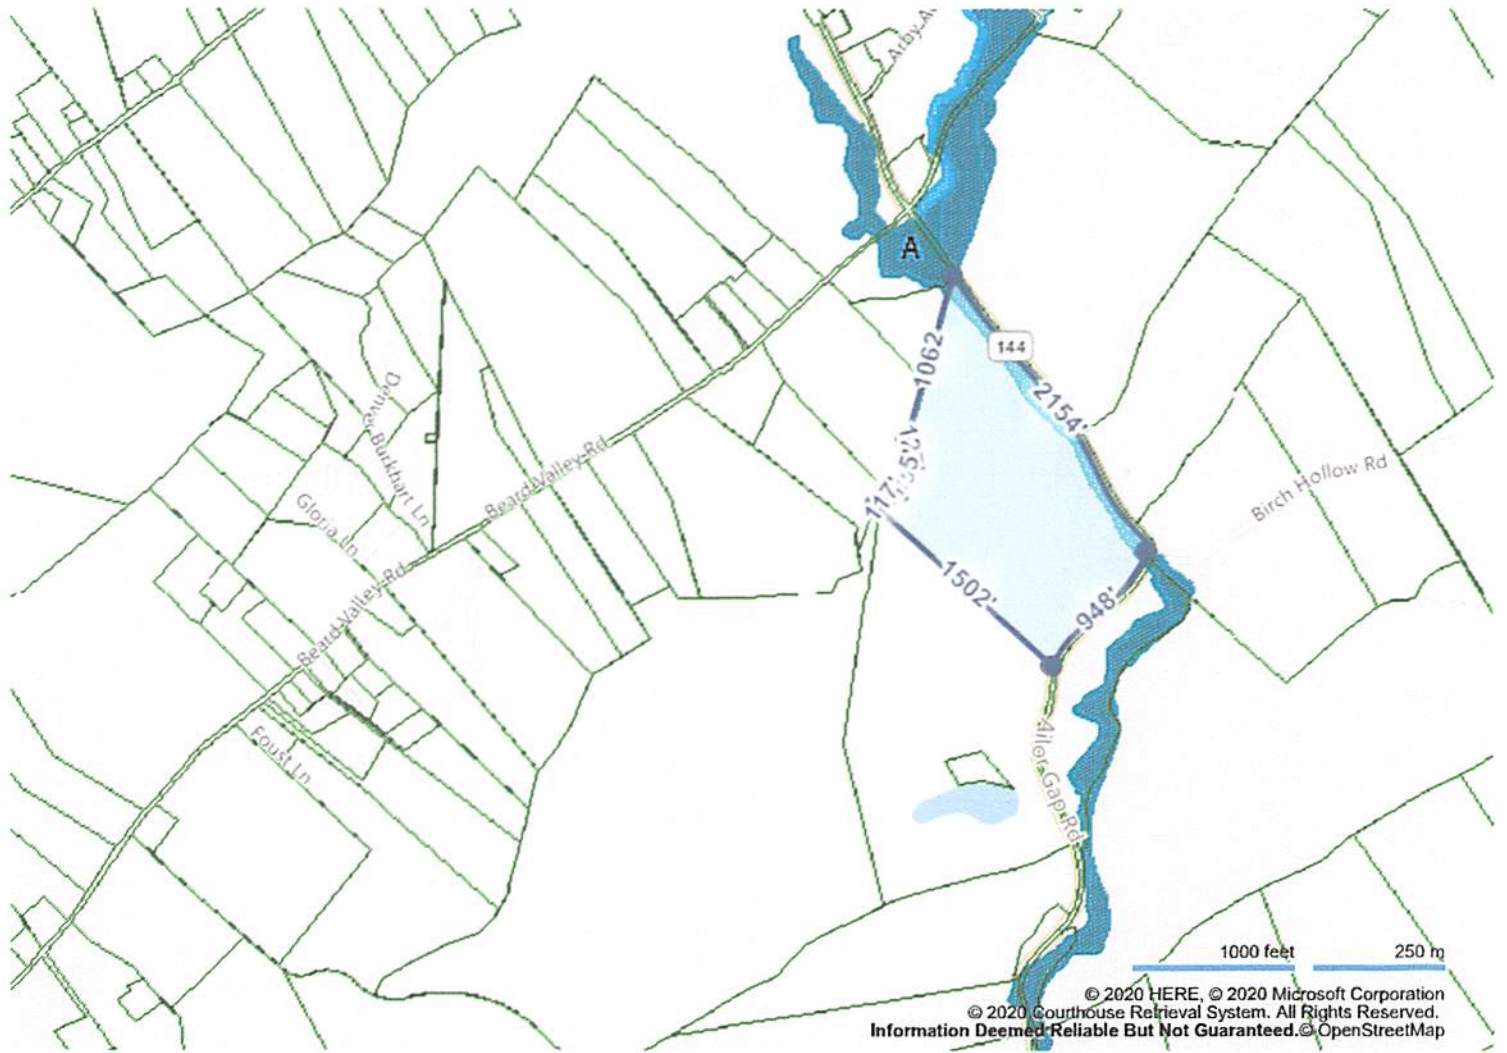 Arby
A
144
1062
2154'
Denver Burkhart Ln
Beard Valley Rd
Birch Hollow Rd
Gloria Ln
117'
1502'
948'
Beard Valley Rd
Foust Ln
Ailor Gap Rd
1000 feet 250 m
© 2020 HERE, © 2020 Microsoft Corporation
© 2020 Courthouse Retrieval System. All Rights Reserved.
Information Deemed Reliable But Not Guaranteed.© OpenStreetMap